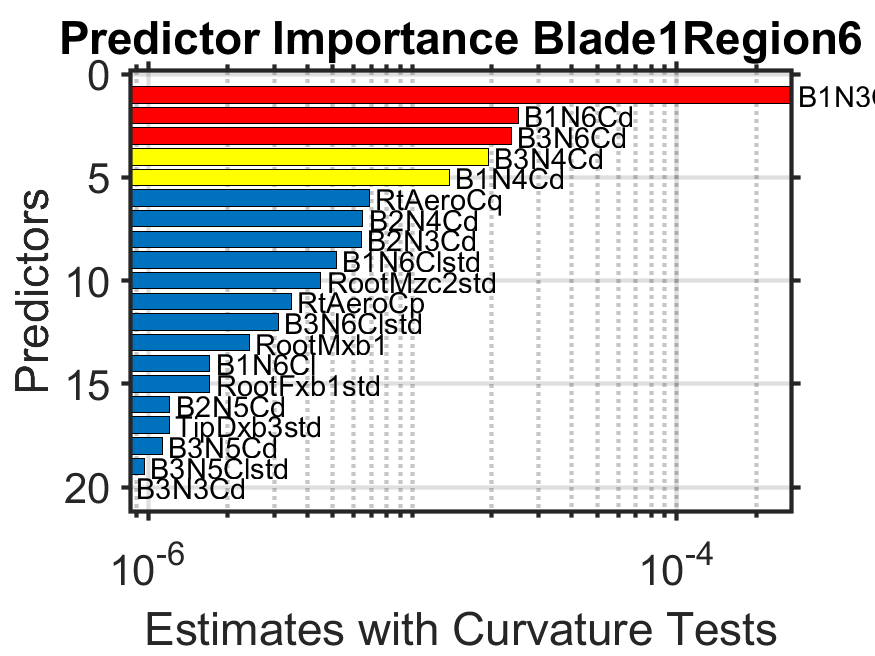 Predictor Importance Blade1Region6
0
B1N3
B1N6Cd
B3N6Cd
B3N4Cd
5
B1N4Cd
RtAeroCq
B2N4Cd
B2N3Cd
B1N6Clstd
10
RootMzc2std
RtAeroCp
B3N6Clstd
RootMxb1
B1N6Cl
15
RootFxb1std
B2N5Cd
TipDxb3std
B3N5Cd
B3N5Clstd
20
B3N3Cd
Predictors
10-6
10-4
Estimates with Curvature Tests